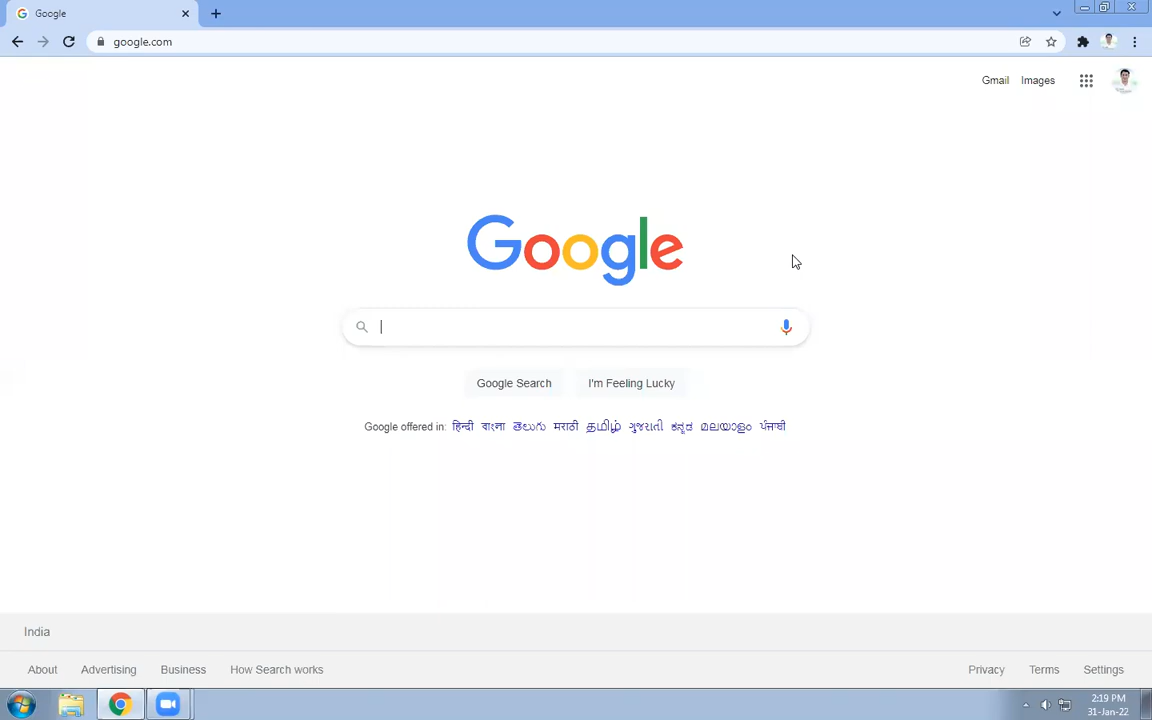 Google
google.com
Gmail Images
Google
Google Search I'm Feeling Lucky
Google offered in: हिन्दी বাংলা తెలుగు मराठी தமிழ் ગુજરાતી ಕನ್ನಡ മലയാളം ਪੰਜਾਬੀ
India
About Advertising Business How Search works Privacy Terms Settings
2:19 PM
31-Jan-22